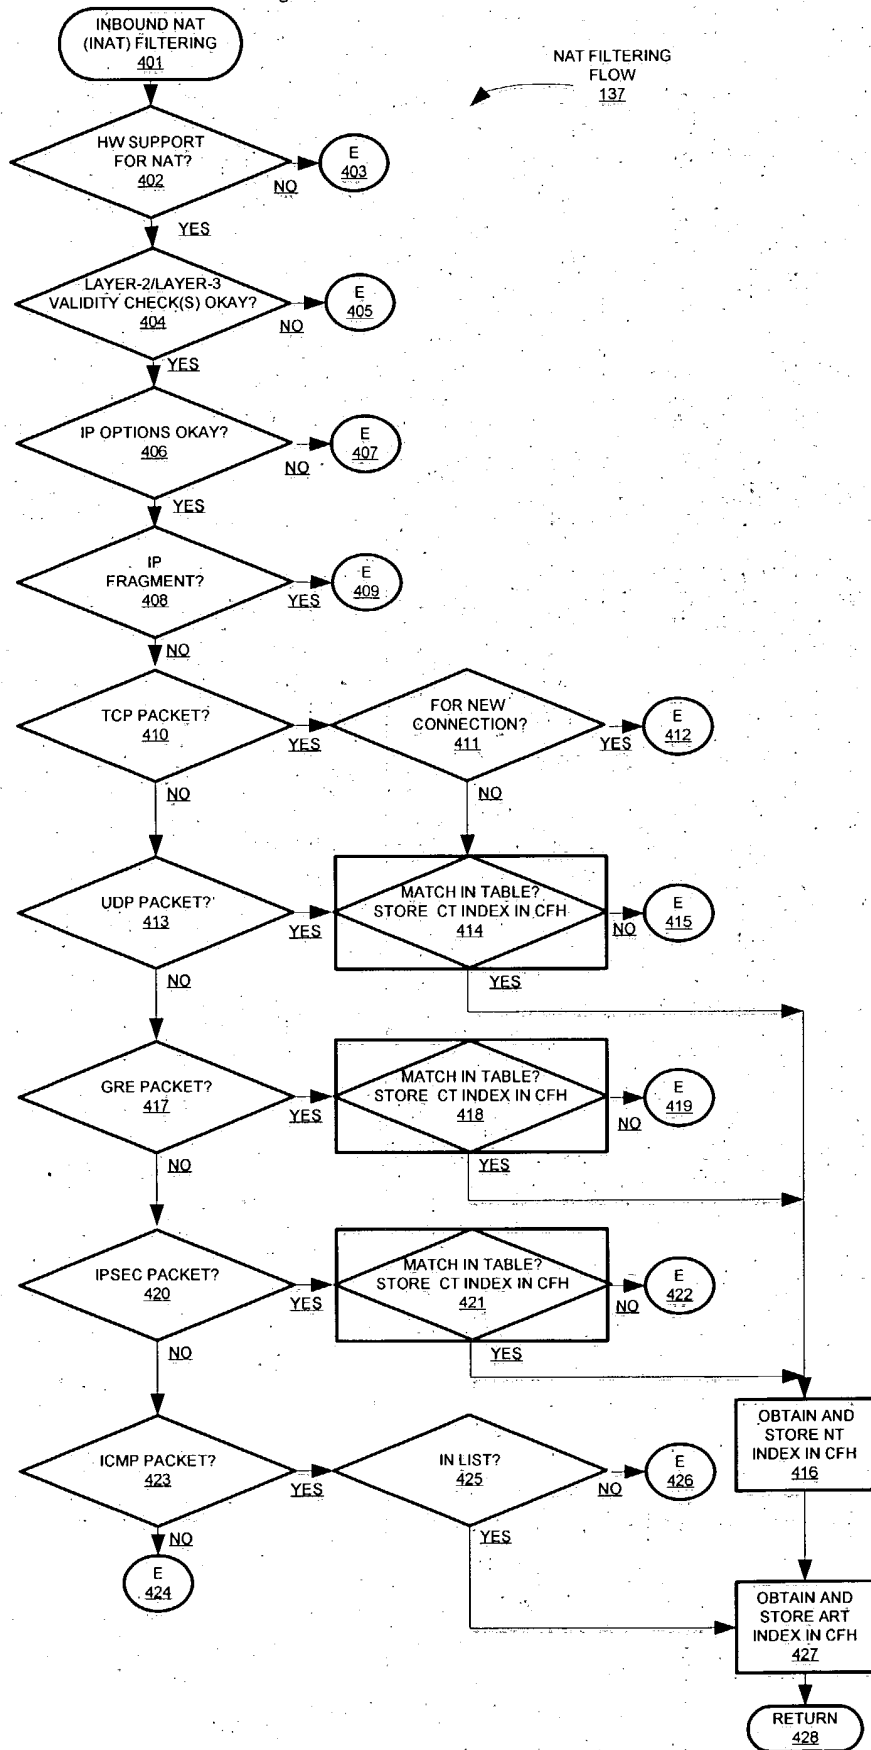 INBOUND NAT
(INAT) FILTERING
401
NAT FILTERING
FLOW
137
HW SUPPORT
FOR NAT?
402
NO
E
403
YES
LAYER-2/LAYER-3
VALIDITY CHECK(S) OKAY?
404
NO
E
405
YES
IP OPTIONS OKAY?
406
NO
E
407
YES
IP
FRAGMENT?
408
YES
E
409
NO
TCP PACKET?
410
YES
FOR NEW
CONNECTION?
411
YES
E
412
NO
NO
UDP PACKET?
413
YES
MATCH IN TABLE?
STORE CT INDEX IN CFH
414
NO
E
415
NO
YES
GRE PACKET?
417
YES
MATCH IN TABLE?
STORE CT INDEX IN CFH
418
NO
E
419
NO
YES
IPSEC PACKET?
420
YES
MATCH IN TABLE?
STORE CT INDEX IN CFH
421
NO
E
422
NO
YES
OBTAIN AND
STORE NT
INDEX IN CFH
416
ICMP PACKET?
423
YES
IN LIST?
425
NO
E
426
NO
YES
E
424
OBTAIN AND
STORE ART
INDEX IN CFH
427
RETURN
428